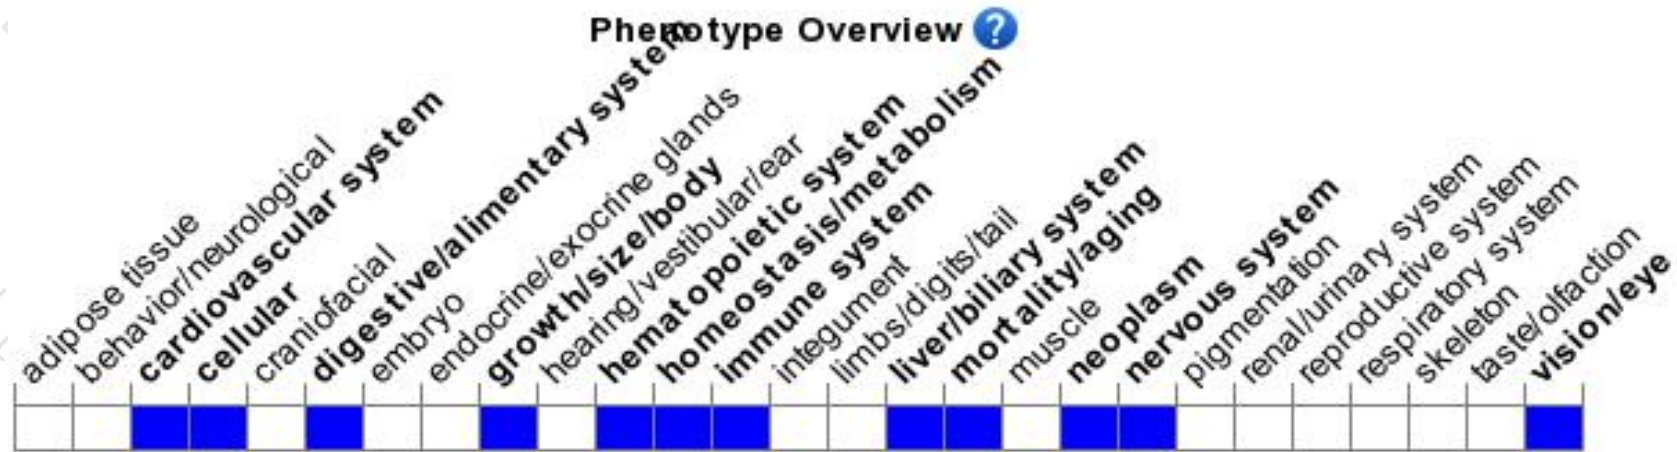 Phenotype Overview ?
adipose tissue
behavior/neurological
cardiovascular system
cellular
craniofacial
digestive/alimentary system
embryo
endocrine/exocrine glands
growth/size/body
hearing/vestibular/ear
hematopoietic system
homeostasis/metabolism
immune system
integument
limbs/digits/tail
liver/biliary system
mortality/aging
muscle
neoplasm
nervous system
pigmentation
renal/urinary system
reproductive system
respiratory system
skeleton
taste/olfaction
vision/eye